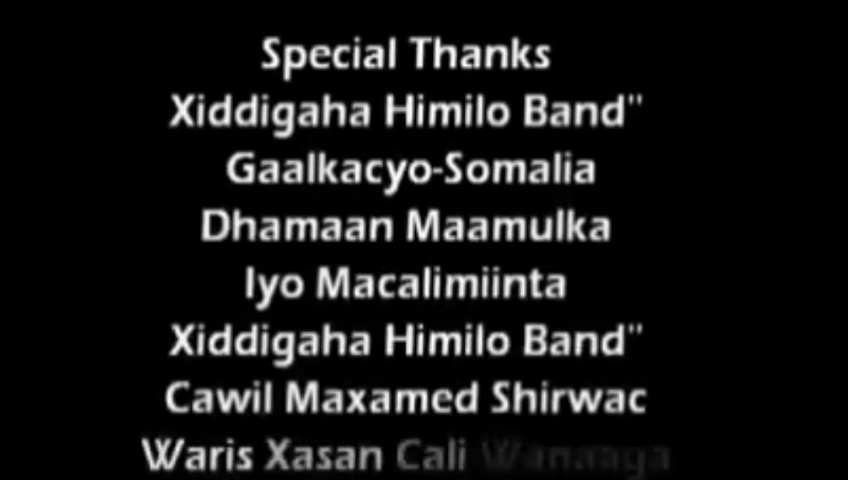 Special Thanks
Xiddigaha Himilo Band"
Gaalkacyo-Somalia
Dhamaan Maamulka
Iyo Macalimiinta
Xiddigaha Himilo Band"
Cawil Maxamed Shirwac
Waris Xasan Cali